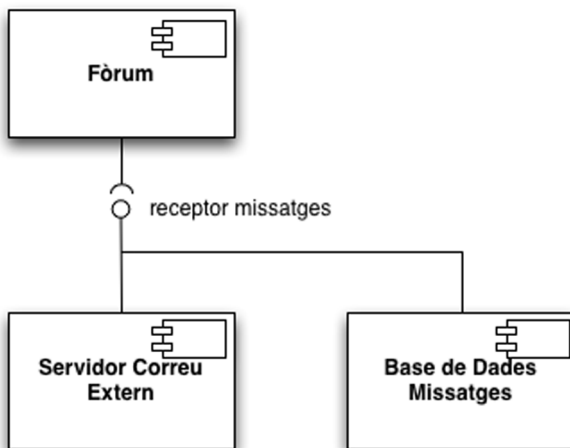 Fòrum
receptor missatges
Servidor Correu
Extern
Base de Dades
Missatges